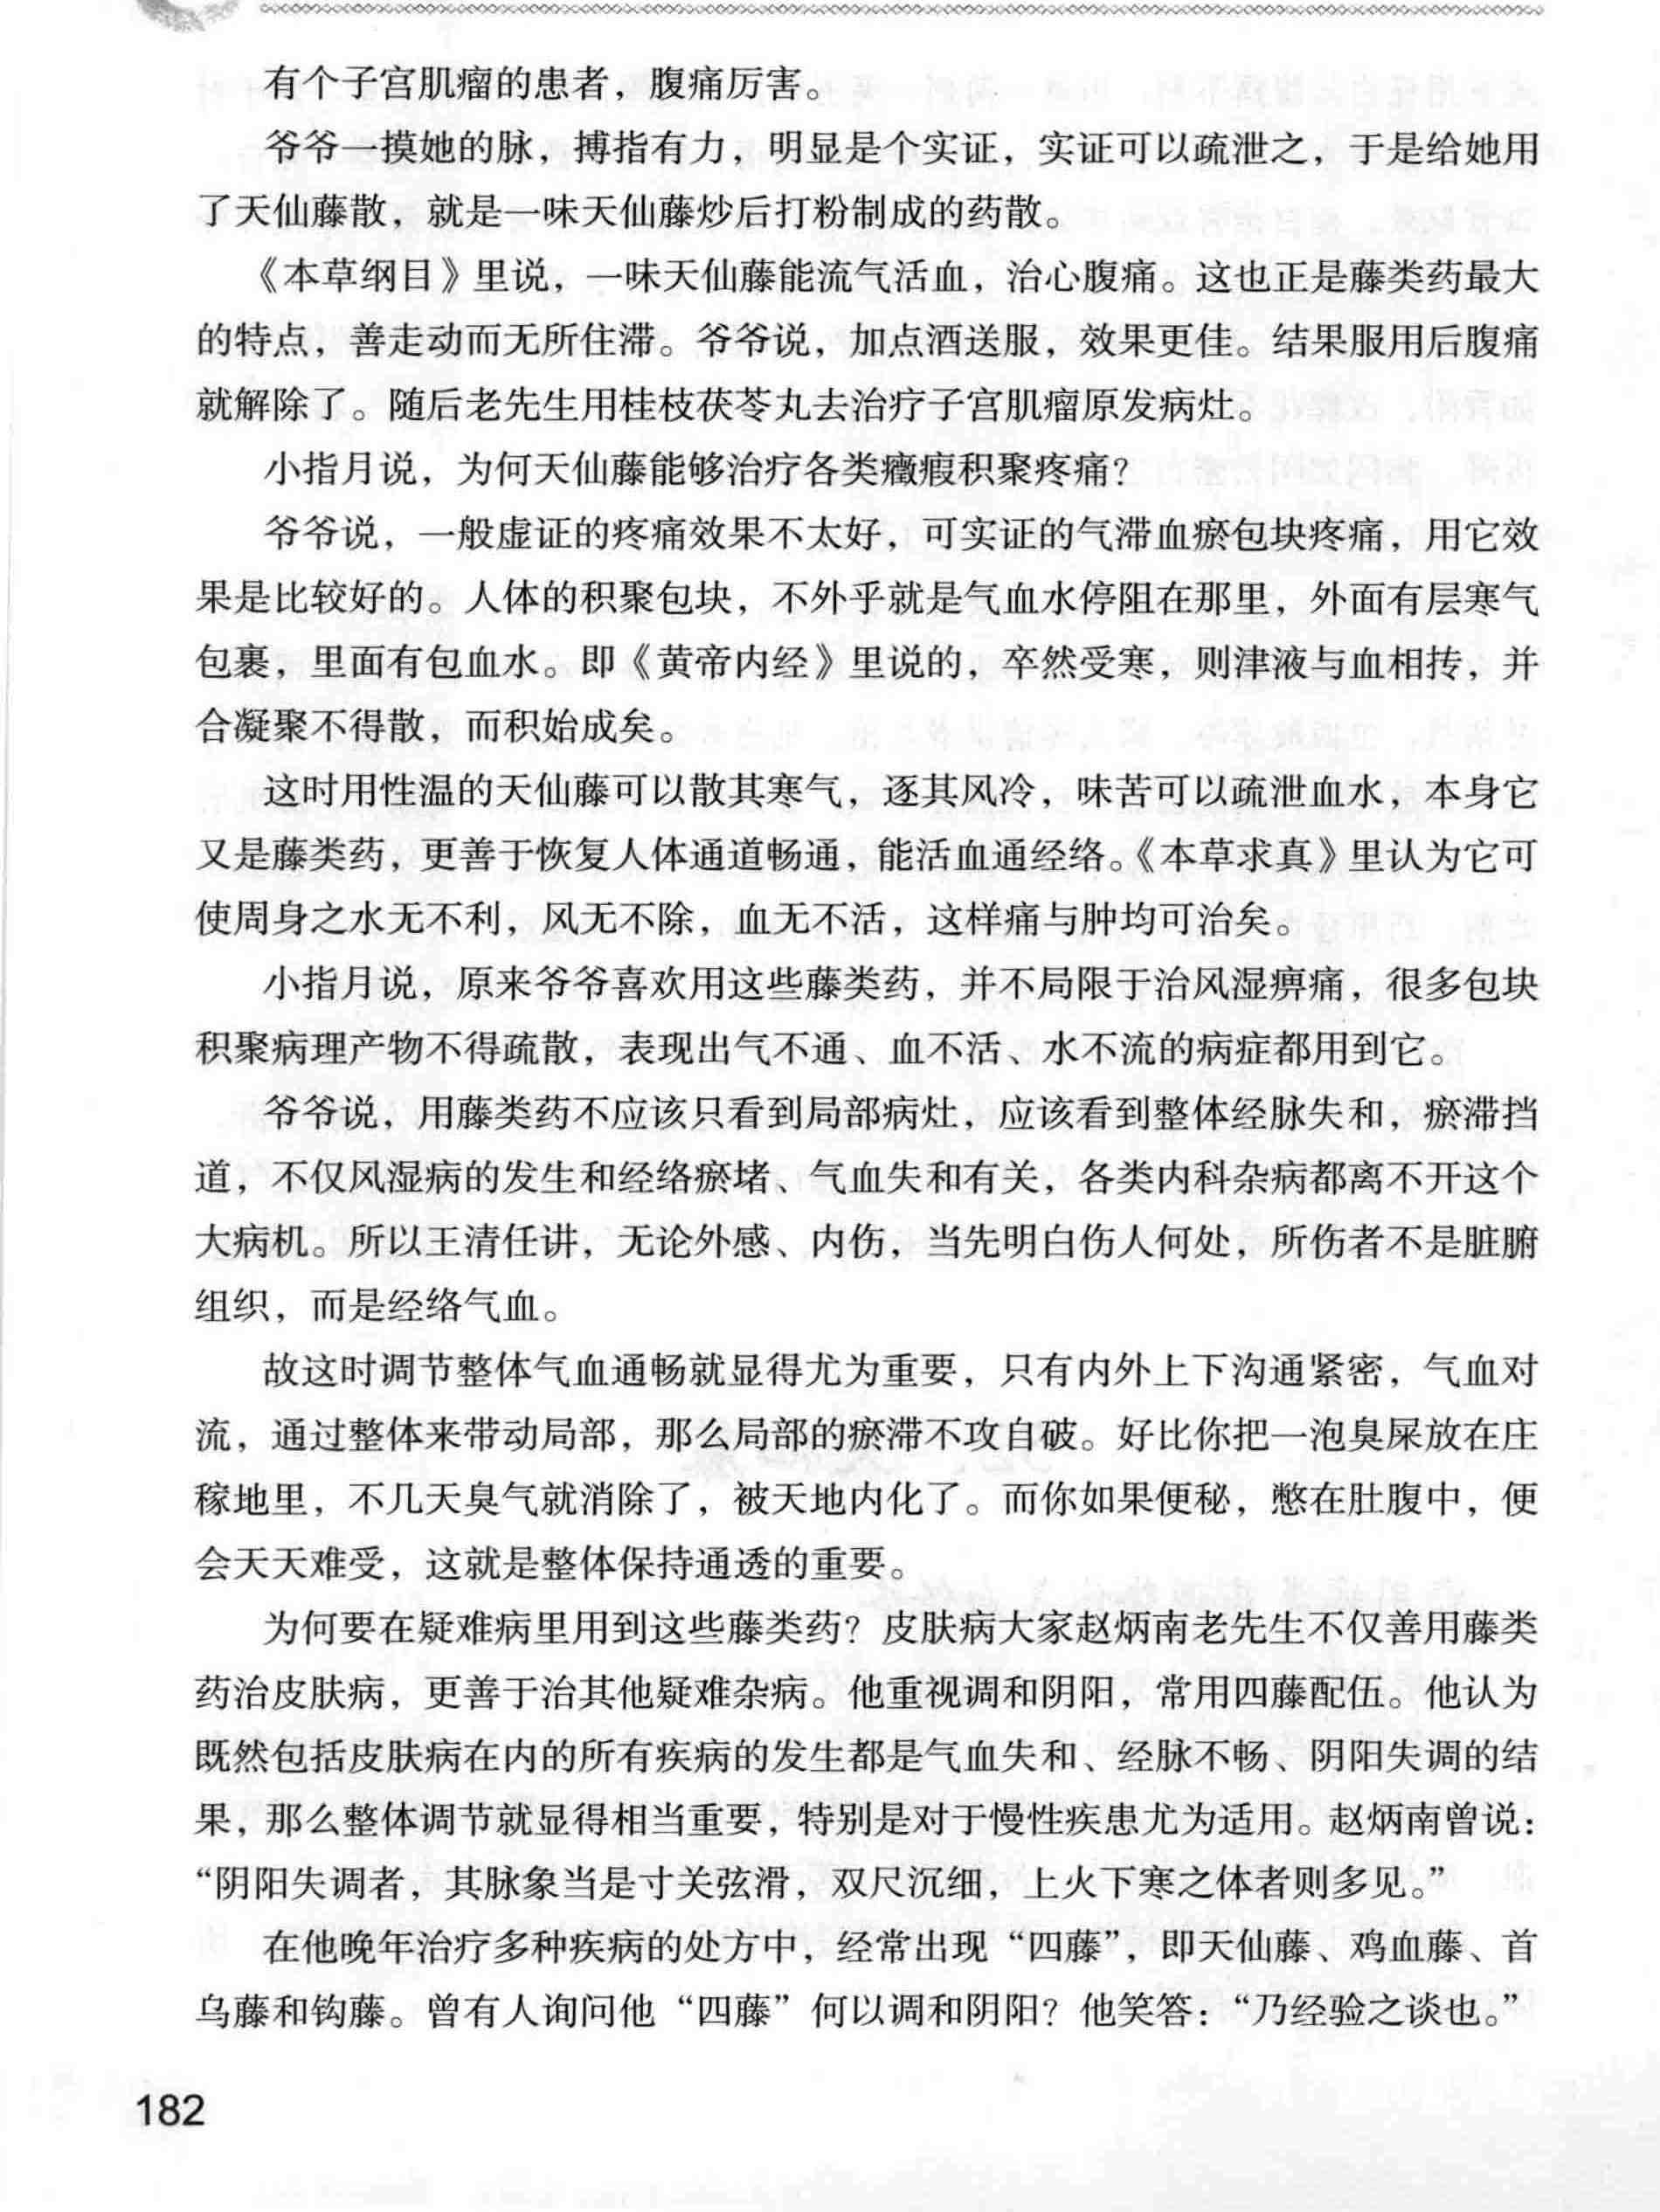 有个子宫肌瘤的患者，腹痛厉害。
爷爷一摸她的脉，搏指有力，明显是个实证，实证可以疏泄之，于是给她用
了天仙藤散，就是一味天仙藤炒后打粉制成的药散。
《本草纲目》里说，一味天仙藤能流气活血，治心腹痛。这也正是藤类药最大
的特点，善走动而无所住滞。爷爷说，加点酒送服，效果更佳。结果服用后腹痛
就解除了。随后老先生用桂枝茯苓丸去治疗子宫肌瘤原发病灶。
小指月说，为何天仙藤能够治疗各类癥瘕积聚疼痛？
爷爷说，一般虚证的疼痛效果不太好，可实证的气滞血瘀包块疼痛，用它效
果是比较好的。人体的积聚包块，不外乎就是气血水停阻在那里，外面有层寒气
包裹，里面有包血水。即《黄帝内经》里说的，卒然受寒，则津液与血相抟，并
合凝聚不得散，而积始成矣。
这时用性温的天仙藤可以散其寒气，逐其风冷，味苦可以疏泄血水，本身它
又是藤类药，更善于恢复人体通道畅通，能活血通经络。《本草求真》里认为它可
使周身之水无不利，风无不除，血无不活，这样痛与肿均可治矣。
小指月说，原来爷爷喜欢用这些藤类药，并不局限于治风湿痹痛，很多包块
积聚病理产物不得疏散，表现出气不通、血不活、水不流的病症都用到它。
爷爷说，用藤类药不应该只看到局部病灶，应该看到整体经脉失和，瘀滞挡
道，不仅风湿病的发生和经络瘀堵、气血失和有关，各类内科杂病都离不开这个
大病机。所以王清任讲，无论外感、内伤，当先明白伤人何处，所伤者不是脏腑
组织，而是经络气血。
故这时调节整体气血通畅就显得尤为重要，只有内外上下沟通紧密，气血对
流，通过整体来带动局部，那么局部的瘀滞不攻自破。好比你把一泡臭屎放在庄
稼地里，不几天臭气就消除了，被天地内化了。而你如果便秘，憋在肚腹中，便
会天天难受，这就是整体保持通透的重要。
为何要在疑难病里用到这些藤类药？皮肤病大家赵炳南老先生不仅善用藤类
药治皮肤病，更善于治其他疑难杂病。他重视调和阴阳，常用四藤配伍。他认为
既然包括皮肤病在内的所有疾病的发生都是气血失和、经脉不畅、阴阳失调的结
果，那么整体调节就显得相当重要，特别是对于慢性疾患尤为适用。赵炳南曾说：
“阴阳失调者，其脉象当是寸关弦滑，双尺沉细，上火下寒之体者则多见。”
在他晚年治疗多种疾病的处方中，经常出现“四藤”，即天仙藤、鸡血藤、首
乌藤和钩藤。曾有人询问他“四藤”何以调和阴阳？他笑答：“乃经验之谈也。”
182